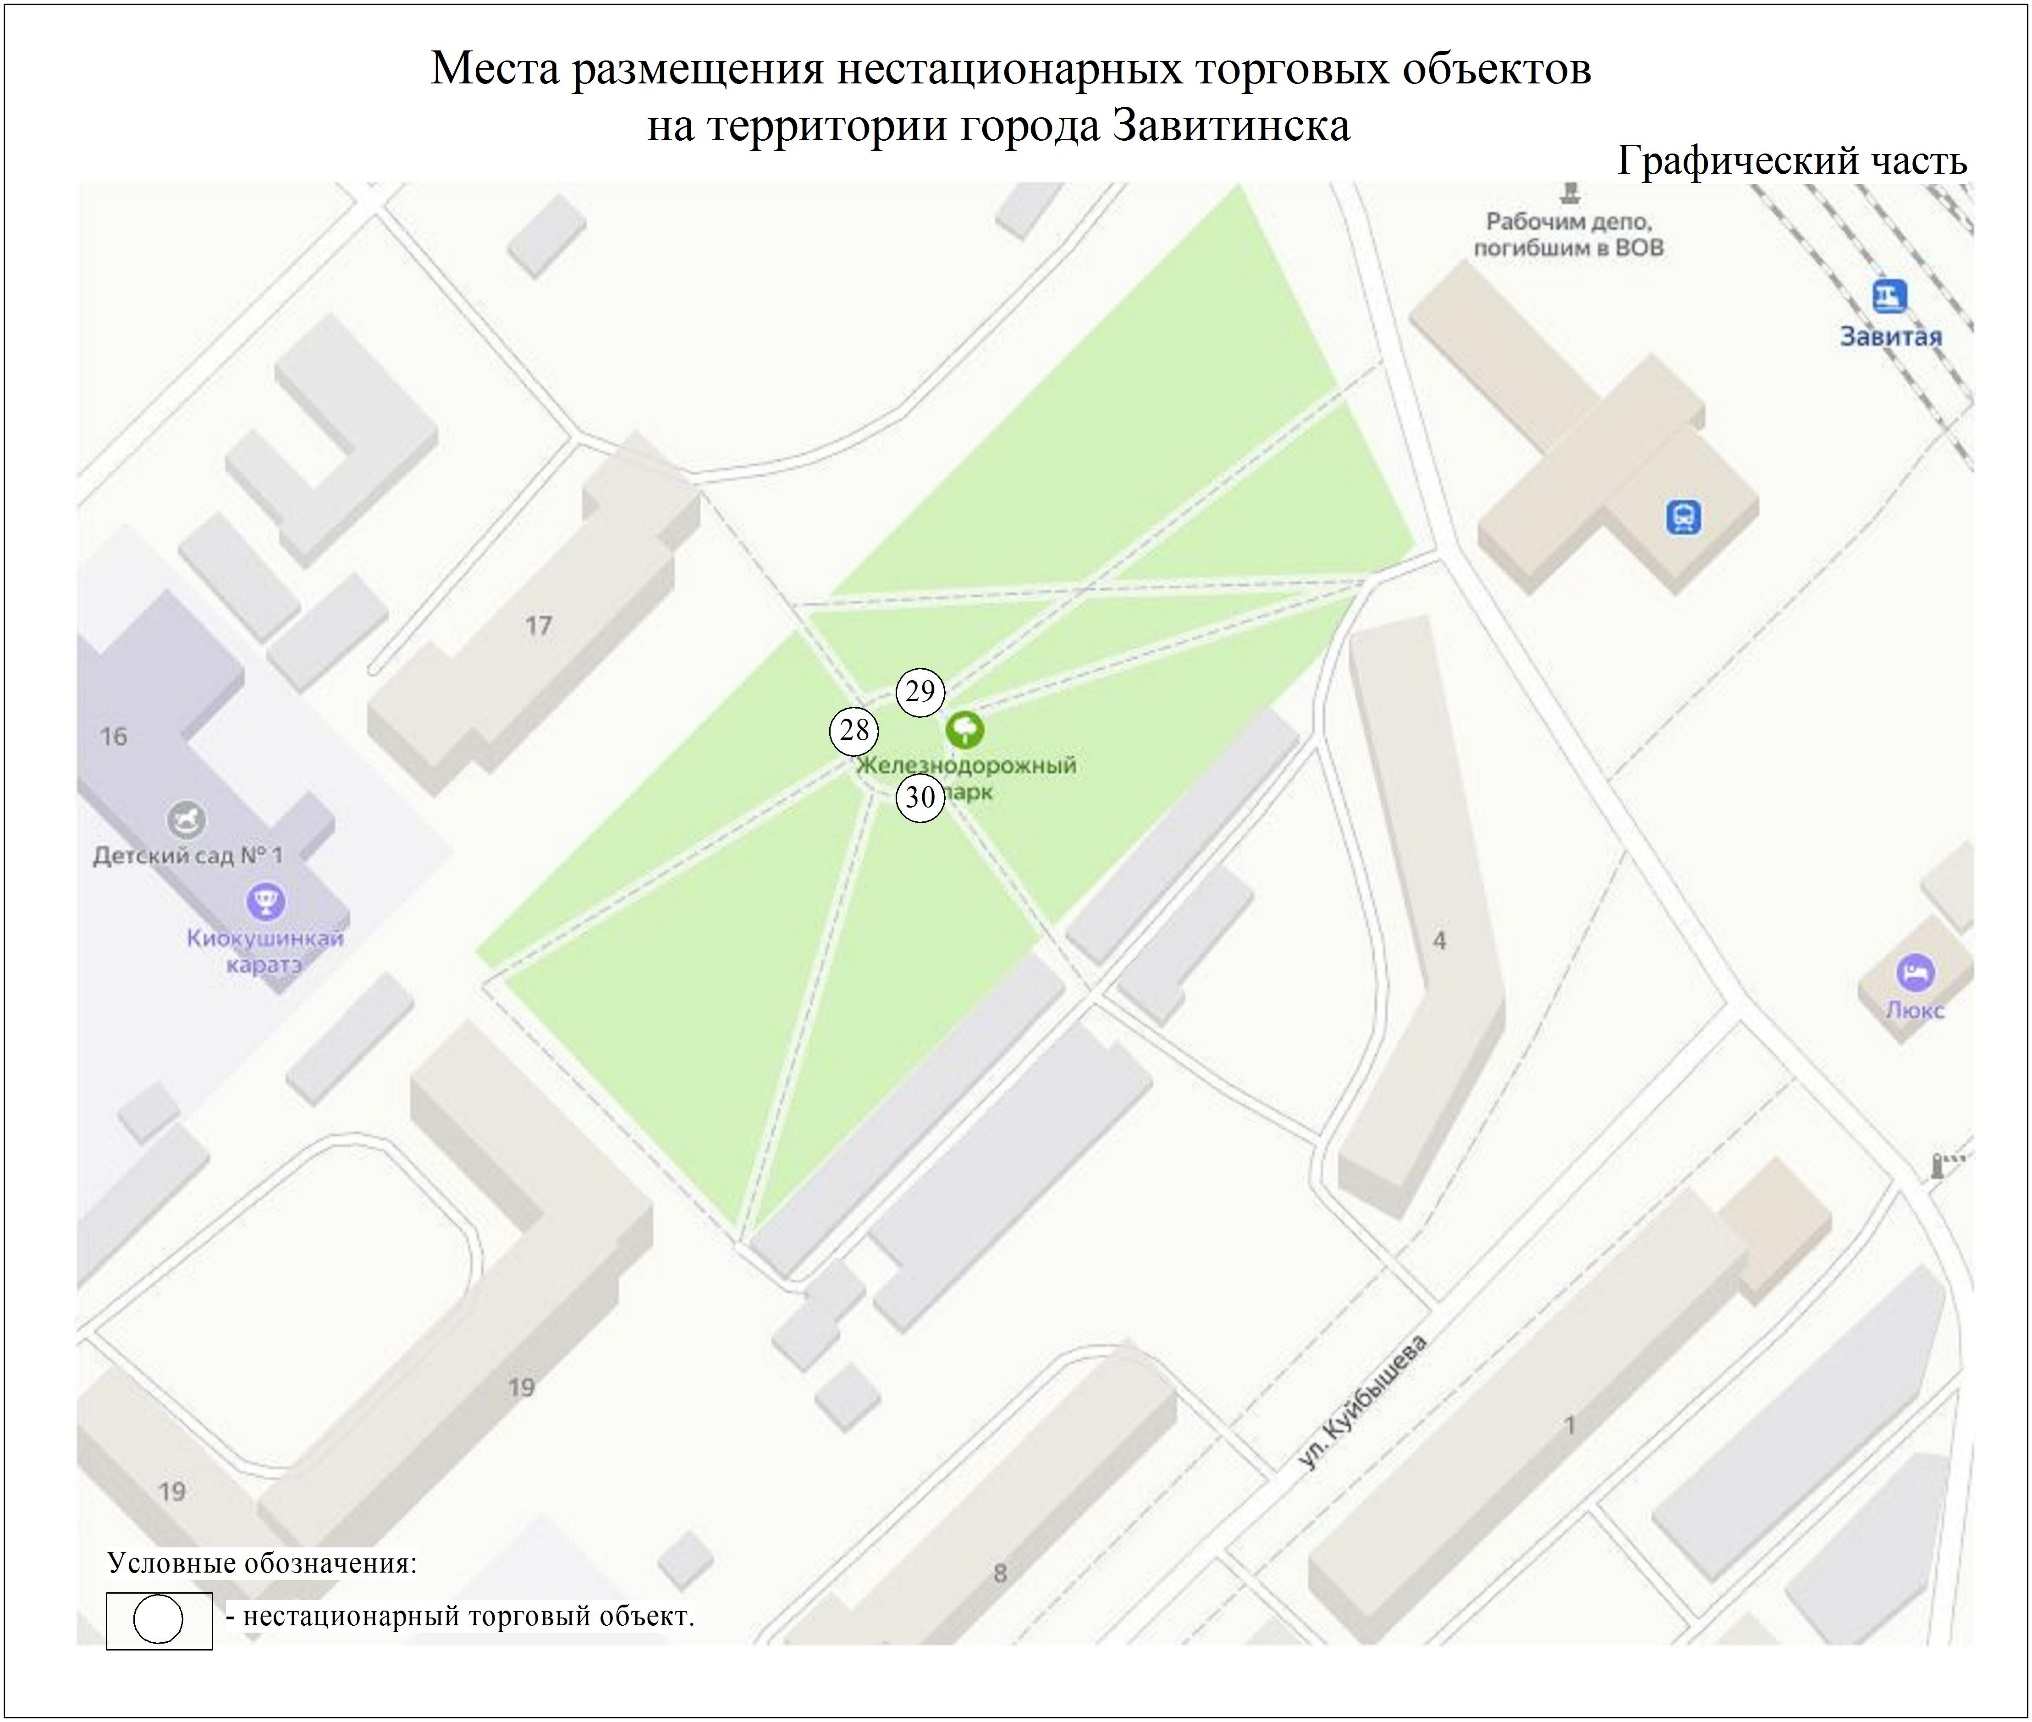 Места размещения нестационарных торговых объектов
на территории города Завитинска
Графический часть
Рабочим депо,
погибшим в ВОВ
Завитая
17
16
29
28
Железнодорожный
парк
30
Детский сад № 1
Киокушинкай
каратэ
4
Люкс
19
19
ул. Куйбышева
1
8
Условные обозначения:
- нестационарный торговый объект.